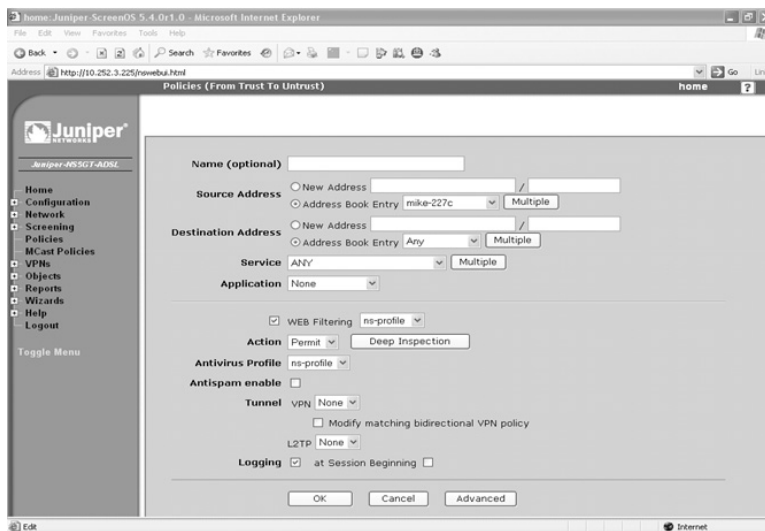 home:Juniper-ScreenOS 5.4.0r1.0 - Microsoft Internet Explorer
File Edit View Favorites Tools Help
Back Search Favorites
Address http://10.252.3.225/nswebui.html Go
Policies (From Trust To Untrust) home ?
Juniper
NETWORKS
Juniper-NS5GT-ADSL
Home
Configuration
Network
Screening
Policies
MCast Policies
VPNs
Objects
Reports
Wizards
Help
Logout
Toggle Menu
Name (optional)
Source Address New Address /
Address Book Entry mike-227c Multiple
Destination Address New Address /
Address Book Entry Any Multiple
Service ANY Multiple
Application None
WEB Filtering ns-profile
Action Permit Deep Inspection
Antivirus Profile ns-profile
Antispam enable
Tunnel VPN None
Modify matching bidirectional VPN policy
L2TP None
Logging at Session Beginning
OK Cancel Advanced
Edit Internet